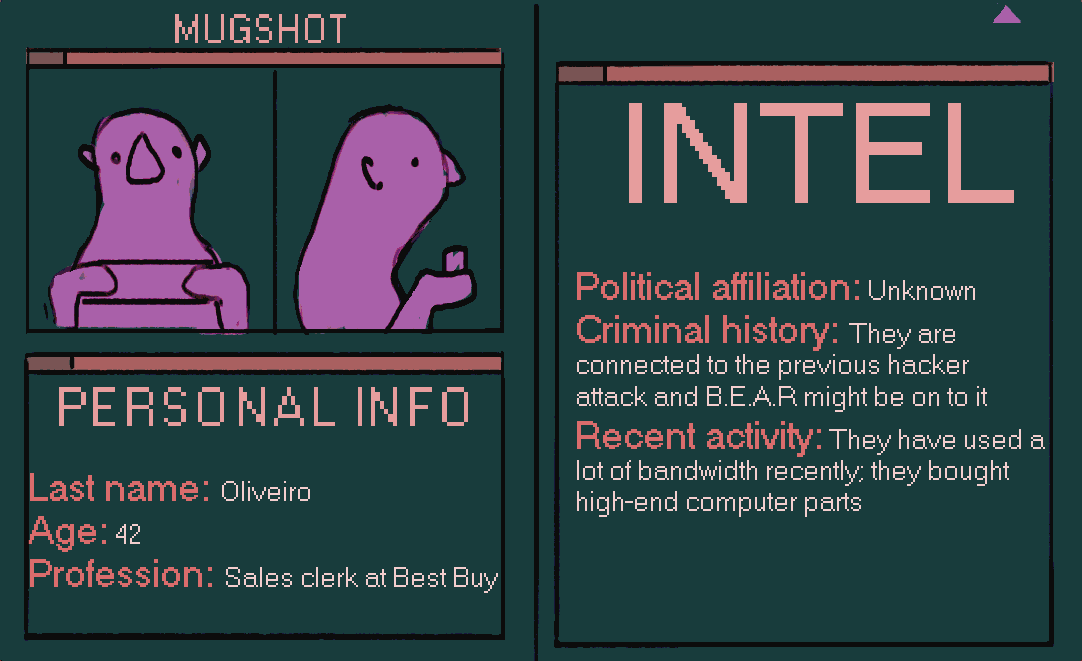 MUGSHOT
PERSONAL INFO
Last name: Oliveiro
Age: 42
Profession: Sales clerk at Best Buy
INTEL
Political affiliation: Unknown
Criminal history: They are
connected to the previous hacker
attack and B.E.A.R might be on to it
Recent activity: They have used a
lot of bandwidth recently; they bought
high-end computer parts